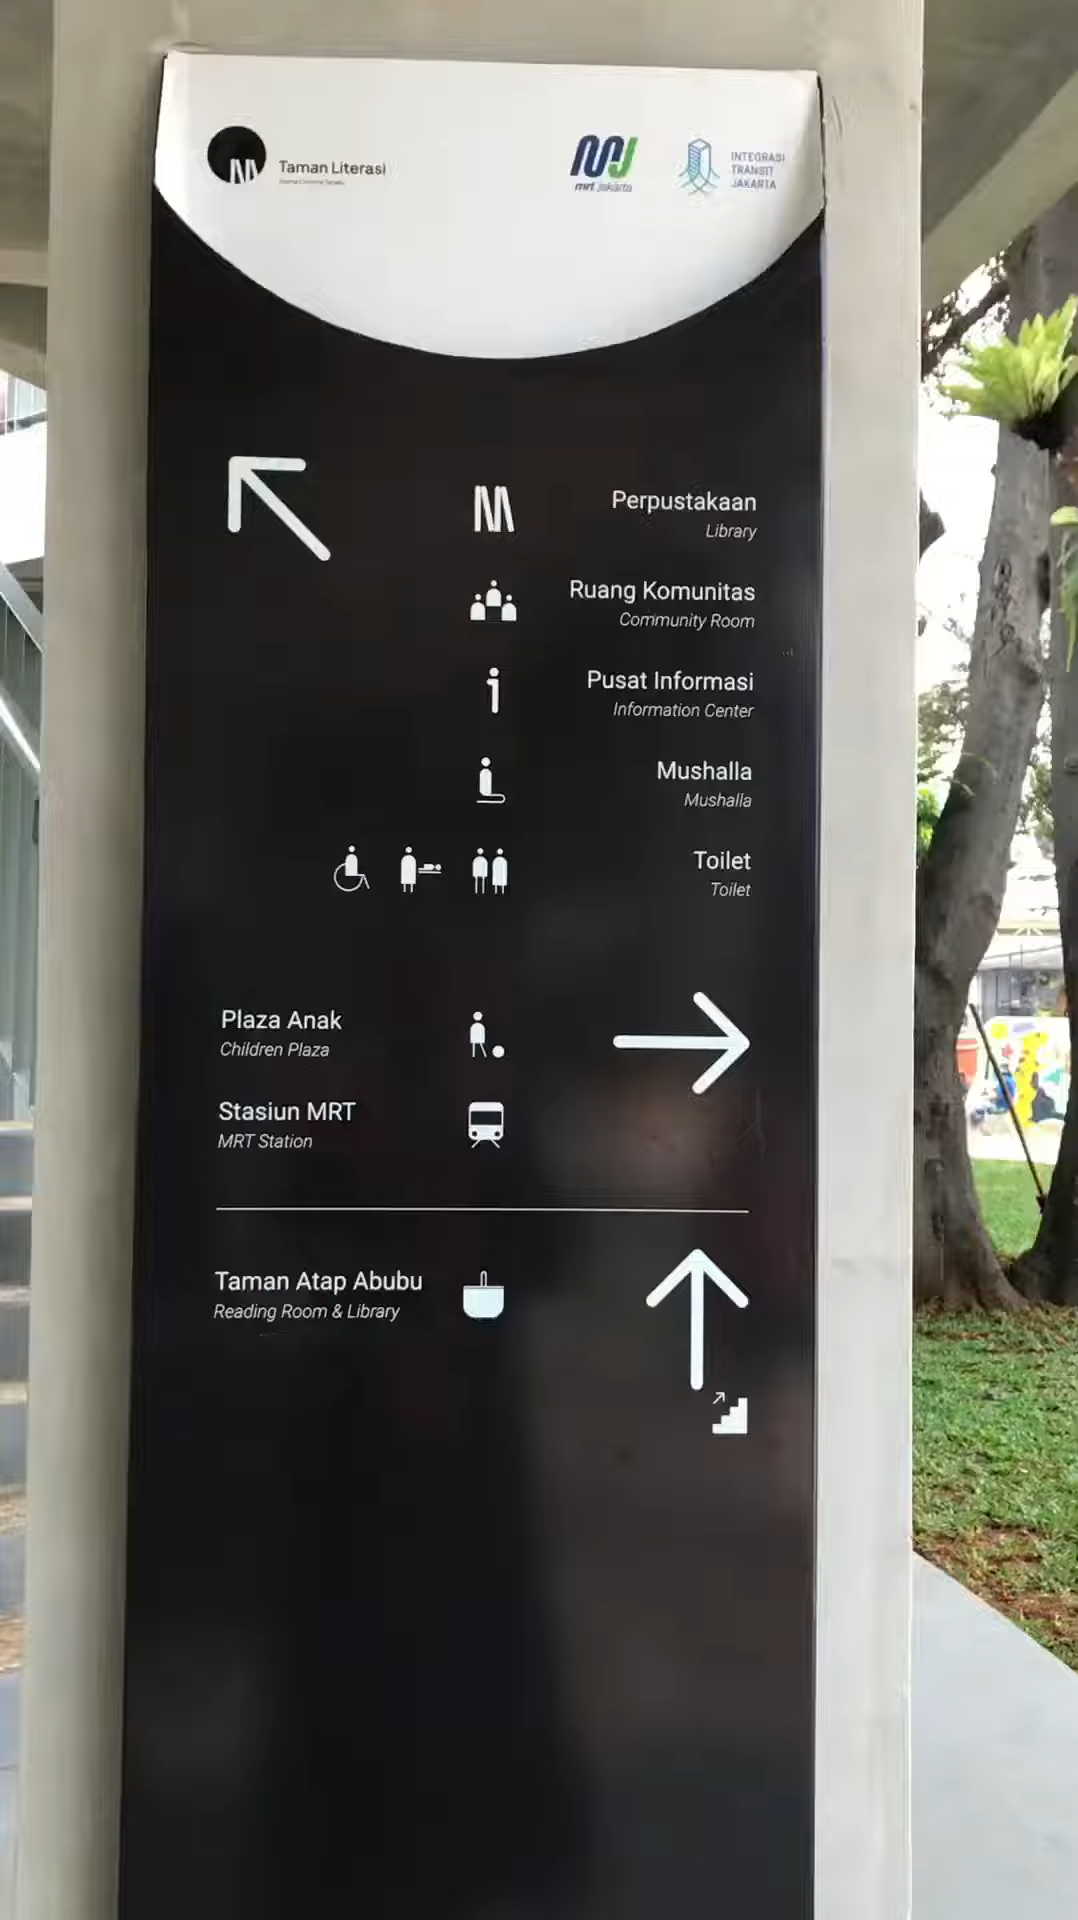 Taman Literasi
mrt jakarta
INTEGRASI
TRANSIT
JAKARTA
Perpustakaan
Library
Ruang Komunitas
Community Room
Pusat Informasi
Information Center
Mushalla
Mushalla
Toilet
Toilet
Plaza Anak
Children Plaza
Stasiun MRT
MRT Station
Taman Atap Abubu
Reading Room & Library